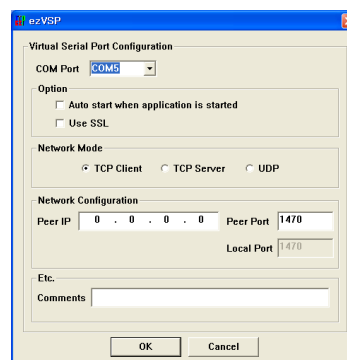 ezVSP
Virtual Serial Port Configuration
COM Port COM5
Option
Auto start when application is started
Use SSL
Network Mode
TCP Client TCP Server UDP
Network Configuration
Peer IP 0 . 0 . 0 . 0 Peer Port 1470
Local Port 1470
Etc.
Comments
OK Cancel